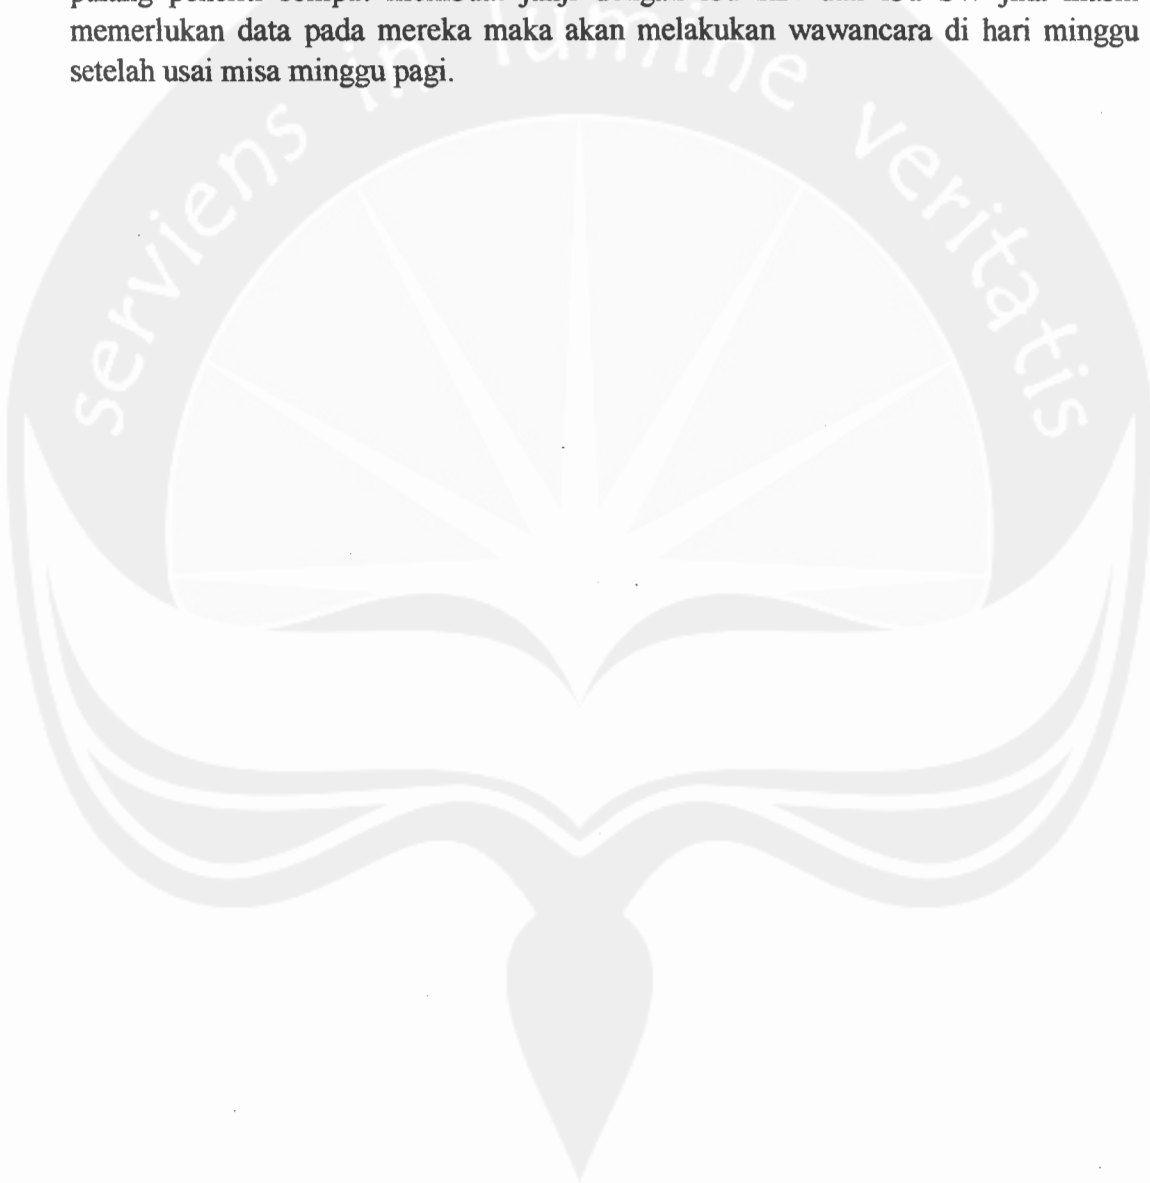 memerlukan data pada mereka maka akan melakukan wawancara di hari minggu
setelah usai misa minggu pagi.
serviens in lumine veritatis